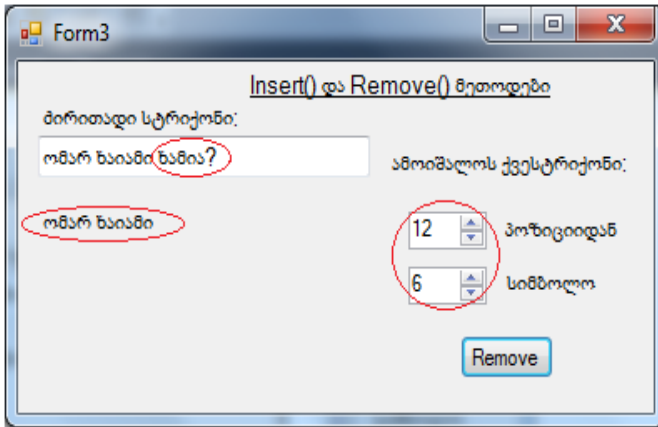 Form3
Insert() და Remove() მეთოდები
ძირითადი სტრიქონი:
ომარ ხაიამი ხამია?
ამოიშალოს ქვესტრიქონი:
ომარ ხაიამი
12 პოზიციიდან
6 სიმბოლო
Remove